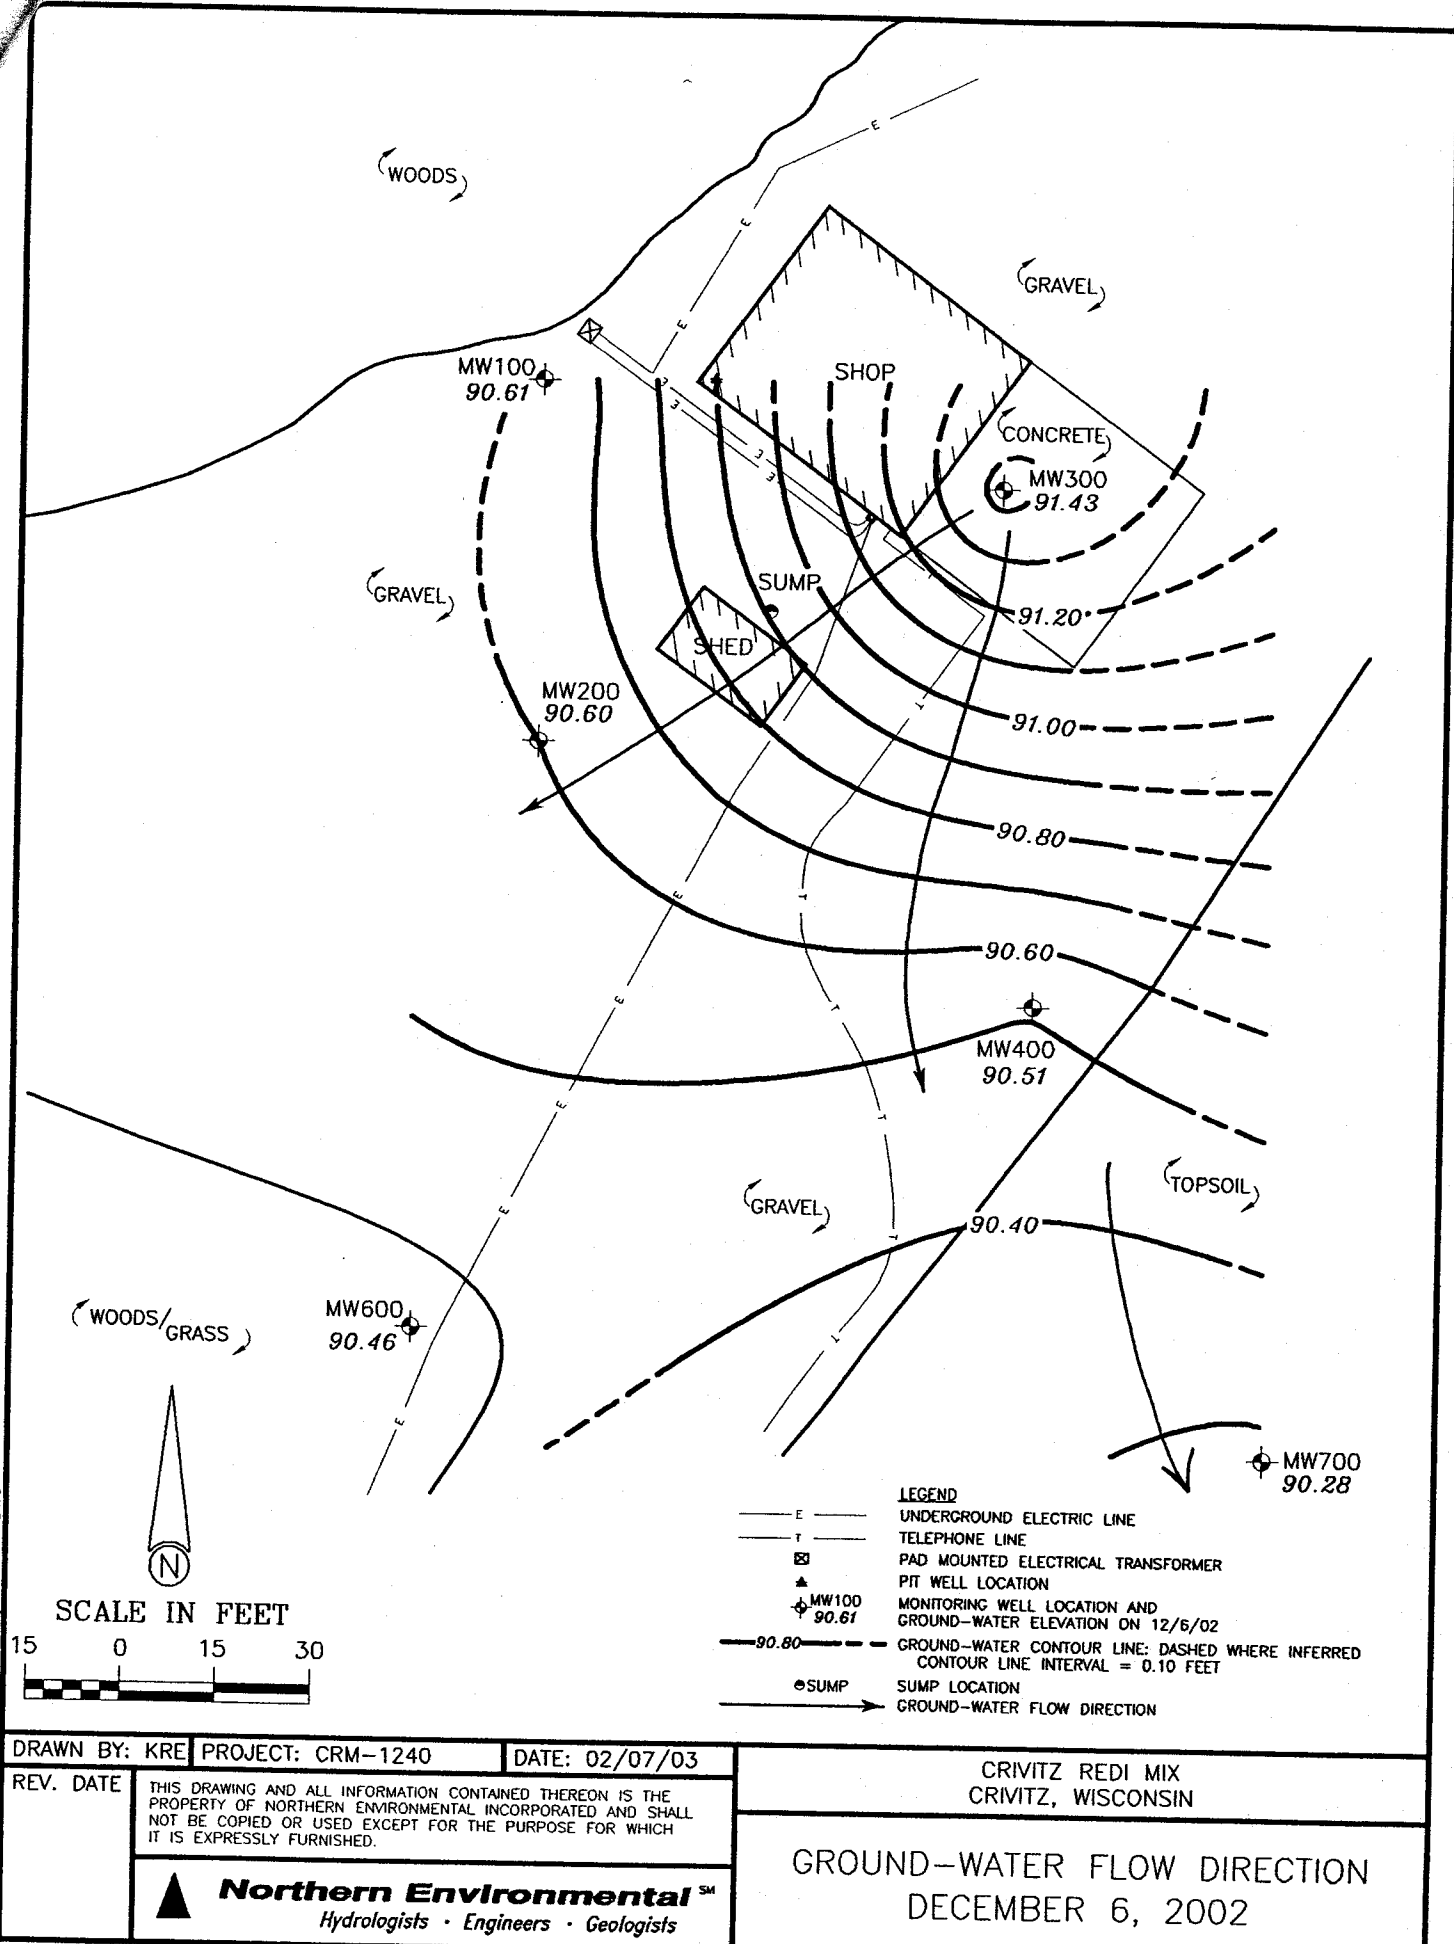 WOODS
E
E
E
GRAVEL
MW100
90.61
SHOP
E
E
CONCRETE
MW300
91.43
E
E
SUMP
GRAVEL
91.20
SHED
MW200
90.60
T
91.00
90.80
E
T
90.60
E
T
MW400
90.51
E
T
TOPSOIL
GRAVEL
E
T
90.40
WOODS/
GRASS
MW600
90.46
T
E
MW700
90.28
N
SCALE IN FEET
15 0 15 30
LEGEND
E UNDERGROUND ELECTRIC LINE
T TELEPHONE LINE
PAD MOUNTED ELECTRICAL TRANSFORMER
PIT WELL LOCATION
MW100 MONITORING WELL LOCATION AND
90.61 GROUND-WATER ELEVATION ON 12/6/02
90.80 GROUND-WATER CONTOUR LINE: DASHED WHERE INFERRED
CONTOUR LINE INTERVAL = 0.10 FEET
SUMP SUMP LOCATION
GROUND-WATER FLOW DIRECTION
DRAWN BY: KRE PROJECT: CRM-1240 DATE: 02/07/03
REV. DATE
THIS DRAWING AND ALL INFORMATION CONTAINED THEREON IS THE
PROPERTY OF NORTHERN ENVIRONMENTAL INCORPORATED AND SHALL
NOT BE COPIED OR USED EXCEPT FOR THE PURPOSE FOR WHICH
IT IS EXPRESSLY FURNISHED.
Northern Environmental SM
Hydrologists · Engineers · Geologists
CRIVITZ REDI MIX
CRIVITZ, WISCONSIN
GROUND-WATER FLOW DIRECTION
DECEMBER 6, 2002